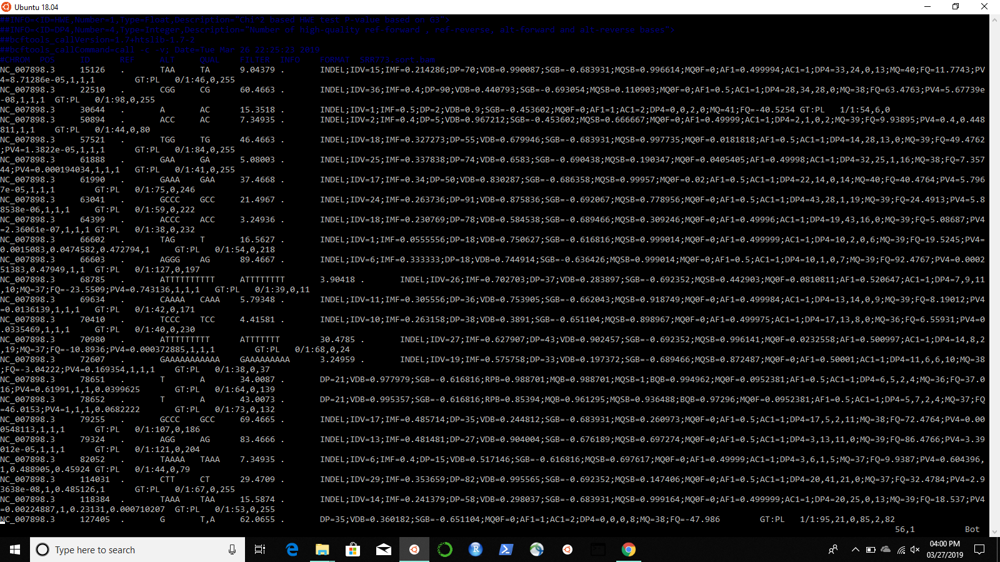 Ubuntu 18.04
##INFO=<ID=HWE,Number=1,Type=Float,Description="Chi^2 based HWE test P-value based on G3">
##INFO=<ID=DP4,Number=4,Type=Integer,Description="Number of high-quality ref-forward , ref-reverse, alt-forward and alt-reverse bases">
##bcftools_callVersion=1.7+htslib-1.7-2
##bcftools_callCommand=call -c -v; Date=Tue Mar 26 22:25:23 2019
#CHROM POS ID REF ALT QUAL FILTER INFO FORMAT SRR773.sort.bam
NC_007898.3 15126 . TAA TA 9.04379 . INDEL;IDV=15;IMF=0.214286;DP=70;VDB=0.990087;SGB=-0.683931;MQSB=0.996614;MQ0F=0;AF1=0.499994;AC1=1;DP4=33,24,0,13;MQ=40;FQ=11.7743;PV
4=8.71286e-05,1,1,1 GT:PL 0/1:46,0,255
NC_007898.3 22510 . CGG CG 60.4663 . INDEL;IDV=36;IMF=0.4;DP=90;VDB=0.440793;SGB=-0.693054;MQSB=0.110903;MQ0F=0;AF1=0.5;AC1=1;DP4=28,34,28,0;MQ=38;FQ=63.4763;PV4=5.67739e
-08,1,1,1 GT:PL 0/1:98,0,255
NC_007898.3 30644 . A AC 15.3518 . INDEL;IDV=1;IMF=0.5;DP=2;VDB=0.9;SGB=-0.453602;MQ0F=0;AF1=1;AC1=2;DP4=0,0,2,0;MQ=41;FQ=-40.5254 GT:PL 1/1:54,6,0
NC_007898.3 50894 . ACC AC 7.34935 . INDEL;IDV=2;IMF=0.4;DP=5;VDB=0.967212;SGB=-0.453602;MQSB=0.666667;MQ0F=0;AF1=0.49999;AC1=1;DP4=2,1,0,2;MQ=39;FQ=9.93895;PV4=0.4,0.448
811,1,1 GT:PL 0/1:44,0,80
NC_007898.3 57521 . TGG TG 46.4663 . INDEL;IDV=18;IMF=0.327273;DP=55;VDB=0.679946;SGB=-0.683931;MQSB=0.997735;MQ0F=0.0181818;AF1=0.5;AC1=1;DP4=14,28,13,0;MQ=39;FQ=49.4762
;PV4=1.3822e-05,1,1,1 GT:PL 0/1:84,0,255
NC_007898.3 61888 . GAA GA 5.08003 . INDEL;IDV=25;IMF=0.337838;DP=74;VDB=0.6583;SGB=-0.690438;MQSB=0.190347;MQ0F=0.0405405;AF1=0.49998;AC1=1;DP4=32,25,1,16;MQ=38;FQ=7.357
44;PV4=0.000194034,1,1,1 GT:PL 0/1:41,0,255
NC_007898.3 61990 . GAAA GAA 37.4668 . INDEL;IDV=17;IMF=0.34;DP=50;VDB=0.830287;SGB=-0.686358;MQSB=0.99957;MQ0F=0.02;AF1=0.5;AC1=1;DP4=22,14,0,14;MQ=40;FQ=40.4764;PV4=5.796
7e-05,1,1,1 GT:PL 0/1:75,0,246
NC_007898.3 63041 . GCCC GCC 21.4967 . INDEL;IDV=24;IMF=0.263736;DP=91;VDB=0.875836;SGB=-0.692067;MQSB=0.778956;MQ0F=0;AF1=0.5;AC1=1;DP4=43,28,1,19;MQ=39;FQ=24.4913;PV4=5.8
8538e-06,1,1,1 GT:PL 0/1:59,0,222
NC_007898.3 64399 . ACCC ACC 3.24936 . INDEL;IDV=18;IMF=0.230769;DP=78;VDB=0.584538;SGB=-0.689466;MQSB=0.309246;MQ0F=0;AF1=0.49996;AC1=1;DP4=19,43,16,0;MQ=39;FQ=5.08687;PV4
=2.36061e-07,1,1,1 GT:PL 0/1:38,0,232
NC_007898.3 66602 . TAG T 16.5627 . INDEL;IDV=1;IMF=0.0555556;DP=18;VDB=0.750627;SGB=-0.616816;MQSB=0.999014;MQ0F=0;AF1=0.499999;AC1=1;DP4=10,2,0,6;MQ=39;FQ=19.5245;PV4=
0.0015083,0.0474582,0.472794,1 GT:PL 0/1:54,0,218
NC_007898.3 66603 . AGGG AG 89.4667 . INDEL;IDV=6;IMF=0.333333;DP=18;VDB=0.744914;SGB=-0.636426;MQSB=0.999014;MQ0F=0;AF1=0.5;AC1=1;DP4=10,1,0,7;MQ=39;FQ=92.4767;PV4=0.000
251383,0.47949,1,1 GT:PL 0/1:127,0,197
NC_007898.3 68785 . ATTTTTTTTTT ATTTTTTTT 3.90418 . INDEL;IDV=26;IMF=0.702703;DP=37;VDB=0.283897;SGB=-0.692352;MQSB=0.442903;MQ0F=0.0810811;AF1=0.520647;AC1=1;DP4=7,9,11
,10;MQ=37;FQ=-23.5509;PV4=0.743136,1,1,1 GT:PL 0/1:39,0,11
NC_007898.3 69634 . CAAAA CAAA 5.79348 . INDEL;IDV=11;IMF=0.305556;DP=36;VDB=0.753905;SGB=-0.662043;MQSB=0.918749;MQ0F=0;AF1=0.499984;AC1=1;DP4=13,14,0,9;MQ=39;FQ=8.19012;PV4
=0.0136139,1,1,1 GT:PL 0/1:42,0,171
NC_007898.3 70410 . TCCC TCC 4.41581 . INDEL;IDV=10;IMF=0.263158;DP=38;VDB=0.3891;SGB=-0.651104;MQSB=0.898967;MQ0F=0;AF1=0.499975;AC1=1;DP4=17,13,8,0;MQ=36;FQ=6.55931;PV4=0
.0335469,1,1,1 GT:PL 0/1:40,0,230
NC_007898.3 70980 . ATTTTTTTTT ATTTTTTT 30.4785 . INDEL;IDV=27;IMF=0.627907;DP=43;VDB=0.902457;SGB=-0.692352;MQSB=0.996141;MQ0F=0.0232558;AF1=0.500997;AC1=1;DP4=14,8,2
,19;MQ=37;FQ=-10.8936;PV4=0.000372885,1,1,1 GT:PL 0/1:68,0,24
NC_007898.3 72607 . GAAAAAAAAAAA GAAAAAAAAA 3.24959 . INDEL;IDV=19;IMF=0.575758;DP=33;VDB=0.197372;SGB=-0.689466;MQSB=0.872487;MQ0F=0;AF1=0.50001;AC1=1;DP4=11,6,6,10;MQ=38
;FQ=-3.04222;PV4=0.169354,1,1,1 GT:PL 0/1:38,0,37
NC_007898.3 78651 . T A 34.0087 . DP=21;VDB=0.977979;SGB=-0.616816;RPB=0.988701;MQB=0.988701;MQSB=1;BQB=0.994962;MQ0F=0.0952381;AF1=0.5;AC1=1;DP4=6,5,2,4;MQ=36;FQ=37.0
16;PV4=0.61991,1,1,0.0399625 GT:PL 0/1:64,0,139
NC_007898.3 78652 . T A 43.0073 . DP=21;VDB=0.995357;SGB=-0.616816;RPB=0.85394;MQB=0.961295;MQSB=0.936488;BQB=0.97296;MQ0F=0.0952381;AF1=0.5;AC1=1;DP4=5,7,2,4;MQ=37;FQ
=46.0153;PV4=1,1,1,0.0682222 GT:PL 0/1:73,0,132
NC_007898.3 79255 . GCCC GCC 69.4665 . INDEL;IDV=17;IMF=0.485714;DP=35;VDB=0.244812;SGB=-0.683931;MQSB=0.260973;MQ0F=0;AF1=0.5;AC1=1;DP4=17,5,2,11;MQ=38;FQ=72.4764;PV4=0.00
00548113,1,1,1 GT:PL 0/1:107,0,186
NC_007898.3 79324 . AGG AG 83.4666 . INDEL;IDV=13;IMF=0.481481;DP=27;VDB=0.904004;SGB=-0.676189;MQSB=0.697274;MQ0F=0;AF1=0.5;AC1=1;DP4=3,13,11,0;MQ=39;FQ=86.4766;PV4=3.39
012e-05,1,1,1 GT:PL 0/1:121,0,204
NC_007898.3 82052 . TAAAA TAAA 7.34935 . INDEL;IDV=6;IMF=0.4;DP=15;VDB=0.517146;SGB=-0.616816;MQSB=0.697617;MQ0F=0;AF1=0.49999;AC1=1;DP4=3,6,1,5;MQ=37;FQ=9.9387;PV4=0.604396,
1,0.488905,0.45924 GT:PL 0/1:44,0,79
NC_007898.3 114031 . CTT CT 29.4709 . INDEL;IDV=29;IMF=0.353659;DP=82;VDB=0.995565;SGB=-0.692352;MQSB=0.147406;MQ0F=0;AF1=0.5;AC1=1;DP4=20,41,21,0;MQ=37;FQ=32.4784;PV4=2.9
3638e-08,1,0.485126,1 GT:PL 0/1:67,0,255
NC_007898.3 118384 . TAAA TAA 15.5874 . INDEL;IDV=14;IMF=0.241379;DP=58;VDB=0.298037;SGB=-0.683931;MQSB=0.999164;MQ0F=0;AF1=0.499999;AC1=1;DP4=20,25,0,13;MQ=39;FQ=18.537;PV4
=0.00224887,1,0.23131,0.000710207 GT:PL 0/1:53,0,255
NC_007898.3 127405 . G T,A 62.0655 . DP=35;VDB=0.360182;SGB=-0.651104;MQ0F=0;AF1=1;AC1=2;DP4=0,0,0,8;MQ=38;FQ=-47.986 GT:PL 1/1:95,21,0,85,2,82
56,1 Bot
Type here to search
04:00 PM
03/27/2019